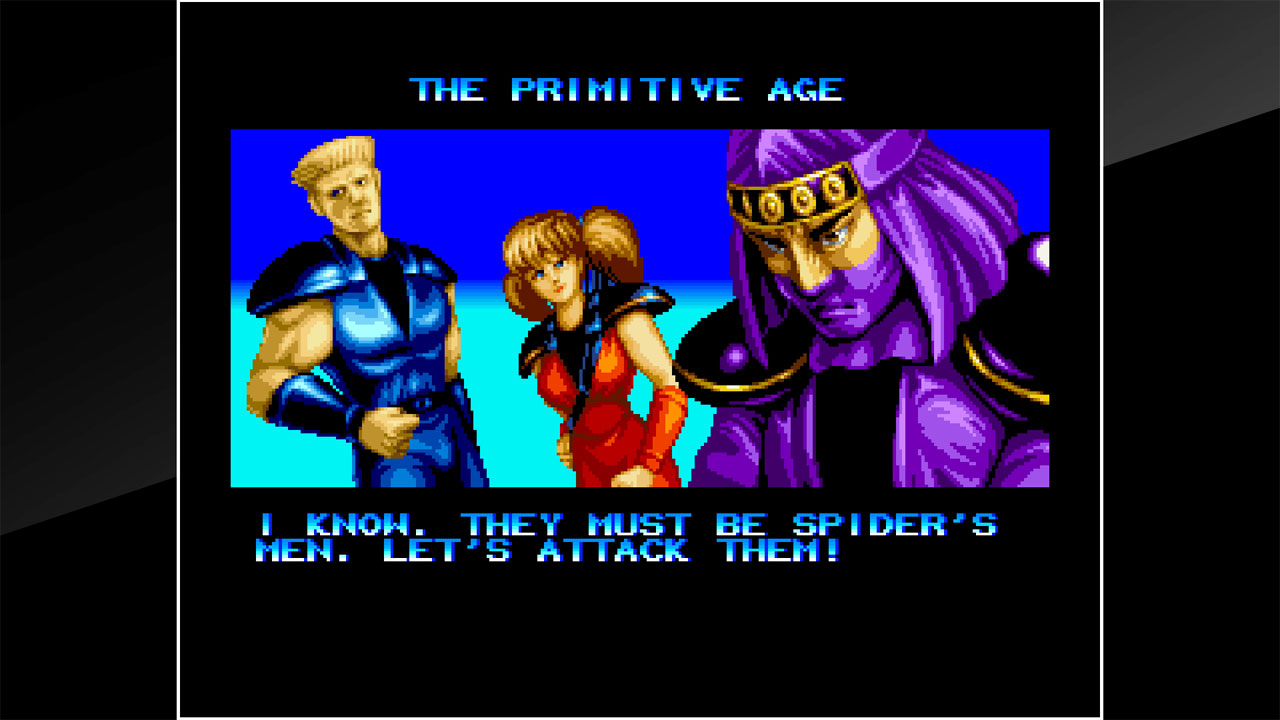 THE PRIMITIVE AGE
I KNOW. THEY MUST BE SPIDER'S
MEN. LET'S ATTACK THEM!